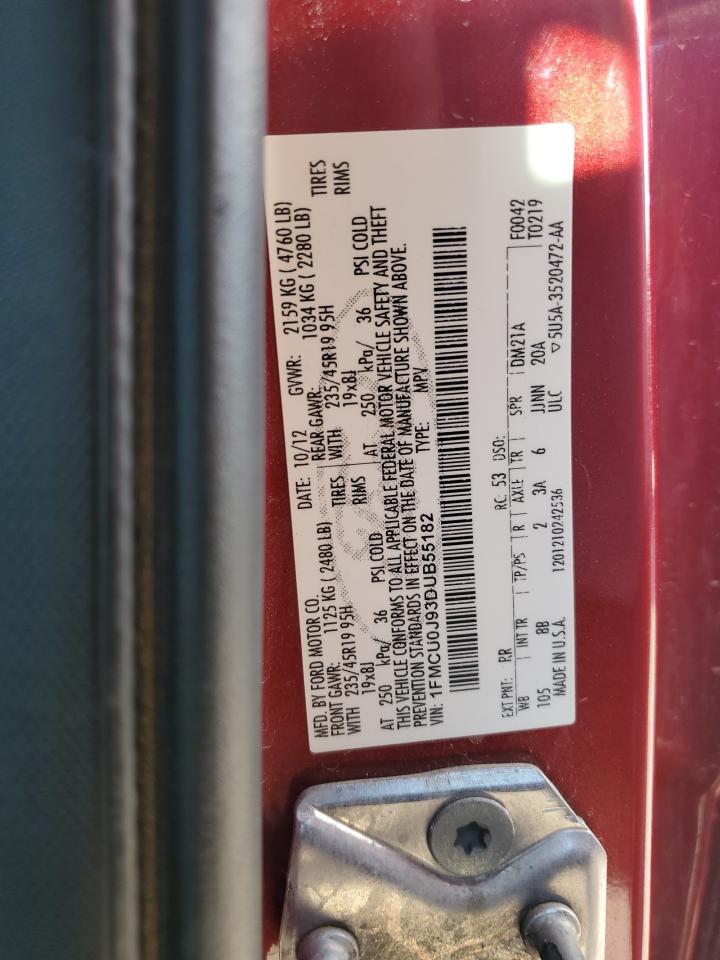 MFD. BY FORD MOTOR CO. DATE: 10/12 GVWR: 2159 KG ( 4760 LB)
FRONT GAWR: 1125 KG ( 2480 LB) REAR GAWR: 1034 KG ( 2280 LB)
WITH 235/45R19 95H TIRES WITH 235/45R19 95H TIRES
19x8J RIMS 19x8J RIMS
AT 250 kPa/ 36 PSI COLD AT 250 kPa/ 36 PSI COLD
THIS VEHICLE CONFORMS TO ALL APPLICABLE FEDERAL MOTOR VEHICLE SAFETY AND THEFT
PREVENTION STANDARDS IN EFFECT ON THE DATE OF MANUFACTURE SHOWN ABOVE.
VIN: 1FMCU0J93DUB55182 TYPE: MPV
EXT PNT: RR RC: 53 DSO: F0042
WB INT TR TP/PS R AXLE TR SPR DM21A T0219
105 8B 2 3A 6 JJNN 20A
MADE IN U.S.A. 1201210242536 ULC ▽5U5A-3520472-AA